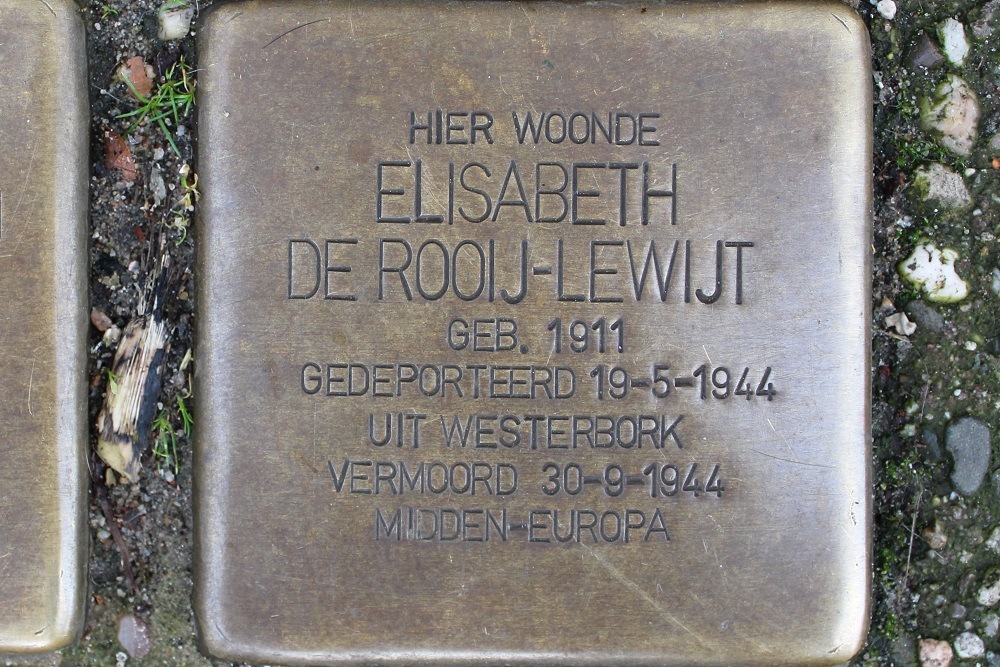 HIER WOONDE
ELISABETH
DE ROOIJ-LEWIJT
GEB. 1911
GEDEPORTEERD 19-5-1944
UIT WESTERBORK
VERMOORD 30-9-1944
MIDDEN-EUROPA